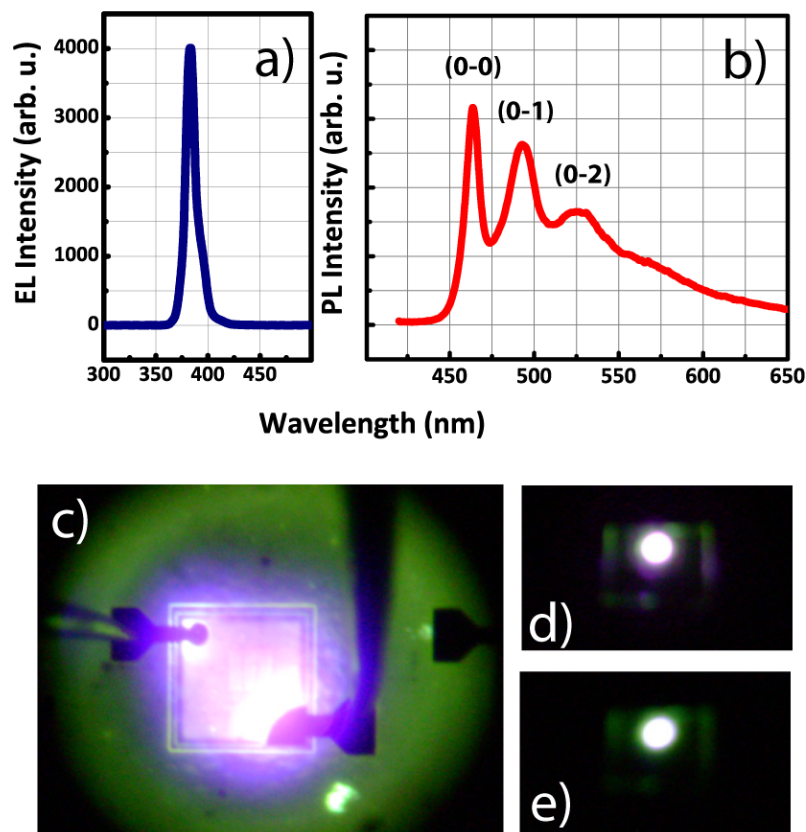 a)
EL Intensity (arb. u.)
4000
3000
2000
1000
0
300 350 400 450
b)
PL Intensity (arb. u.)
(0-0)
(0-1)
(0-2)
450 500 550 600 650
Wavelength (nm)
c)
d)
e)